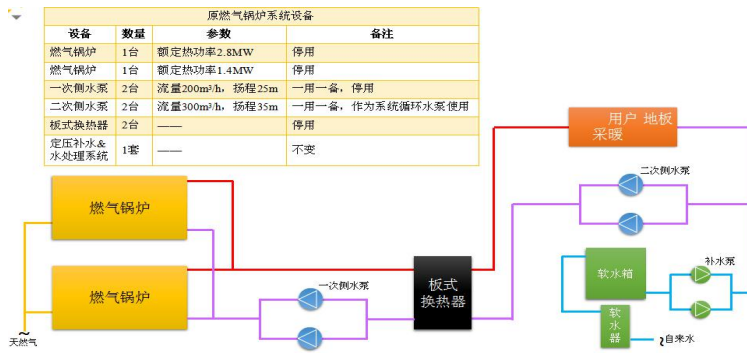 原燃气锅炉系统设备
设备 数量 参数 备注
燃气锅炉 1台 额定热功率2.8MW 停用
燃气锅炉 1台 额定热功率1.4MW 停用
一次侧水泵 2台 流量200m³/h，扬程25m 一用一备，停用
二次侧水泵 2台 流量300m³/h，扬程35m 一用一备，作为系统循环水泵使用
板式换热器 2台 —— 停用
定压补水&
水处理系统 1套 —— 不变
用户 地板
采暖
二次侧水泵
燃气锅炉
燃气锅炉
一次侧水泵
板式
换热器
软水箱
补水泵
软
水
器
~自来水
~
天然气